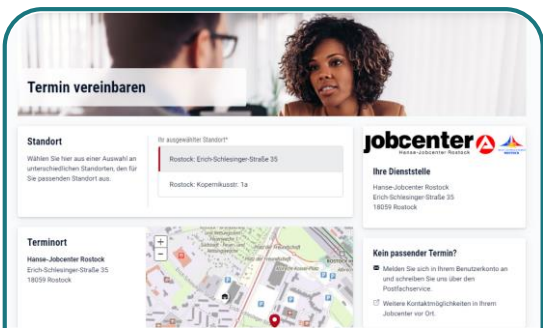 Termin vereinbaren
Standort
Wählen Sie hier aus einer Auswahl an
unterschiedlichen Standorten, den für
Sie passenden Standort aus.
Ihr ausgewählter Standort*
Rostock: Erich-Schlesinger-Straße 35
Rostock: Kopernikusstr. 1a
jobcenter
Hanse-Jobcenter Rostock
Ihre Dienststelle
Hanse-Jobcenter Rostock
Erich-Schlesinger-Straße 35
18059 Rostock
Terminort
Hanse-Jobcenter Rostock
Erich-Schlesinger-Straße 35
18059 Rostock
+
−
Platz der Freundschaft
Kein passender Termin?
Melden Sie sich in Ihrem Benutzerkonto an
und schreiben Sie uns über den
Postfachservice.
Weitere Kontaktmöglichkeiten in Ihrem
Jobcenter vor Ort.